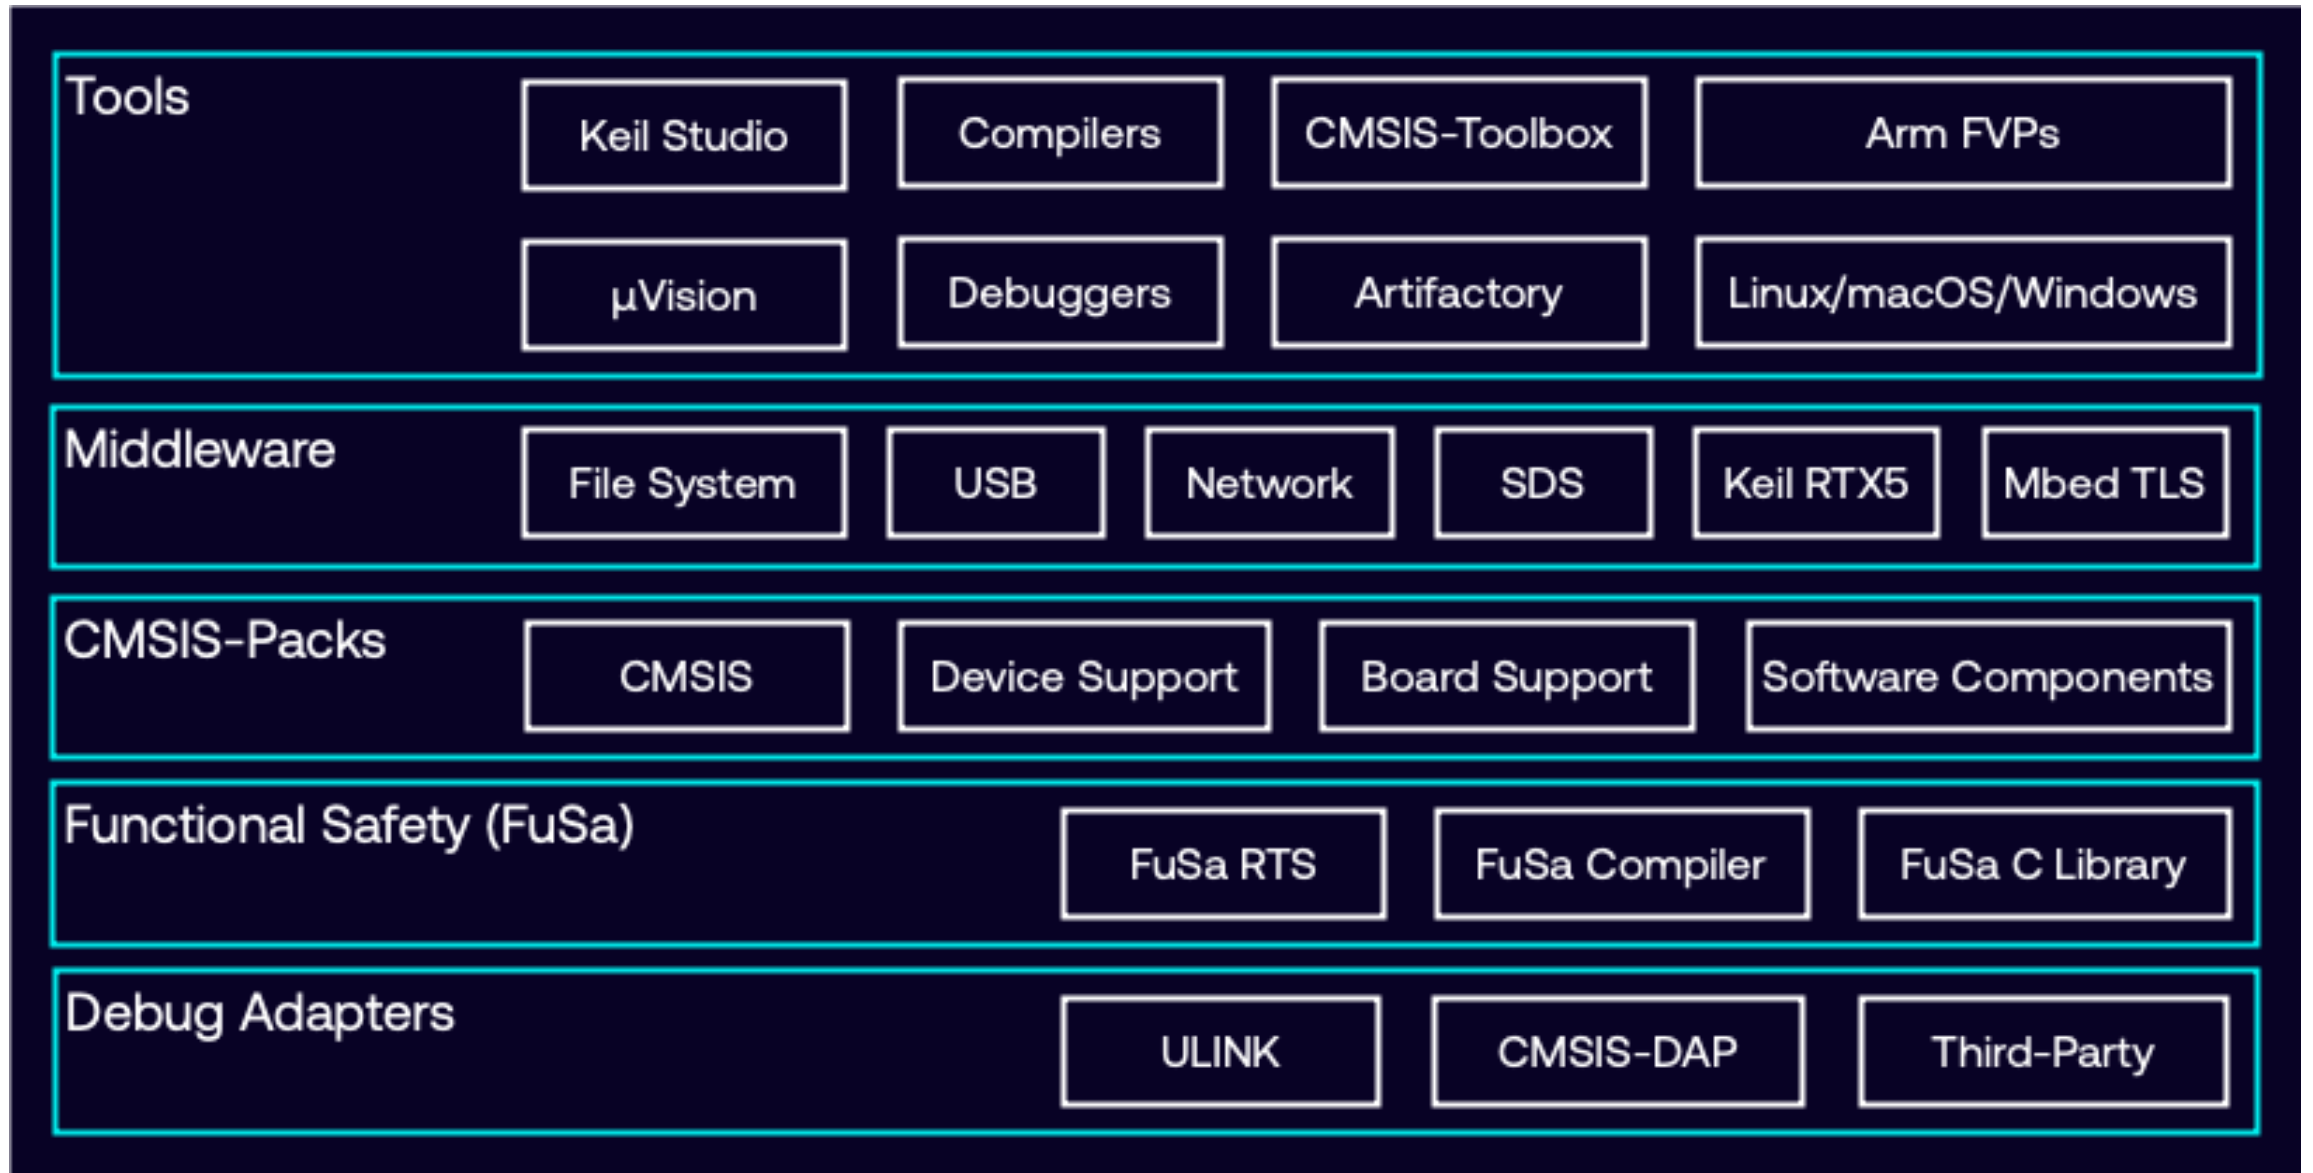 Tools
Keil Studio
Compilers
CMSIS-Toolbox
Arm FVPs
µVision
Debuggers
Artifactory
Linux/macOS/Windows
Middleware
File System
USB
Network
SDS
Keil RTX5
Mbed TLS
CMSIS-Packs
CMSIS
Device Support
Board Support
Software Components
Functional Safety (FuSa)
FuSa RTS
FuSa Compiler
FuSa C Library
Debug Adapters
ULINK
CMSIS-DAP
Third-Party